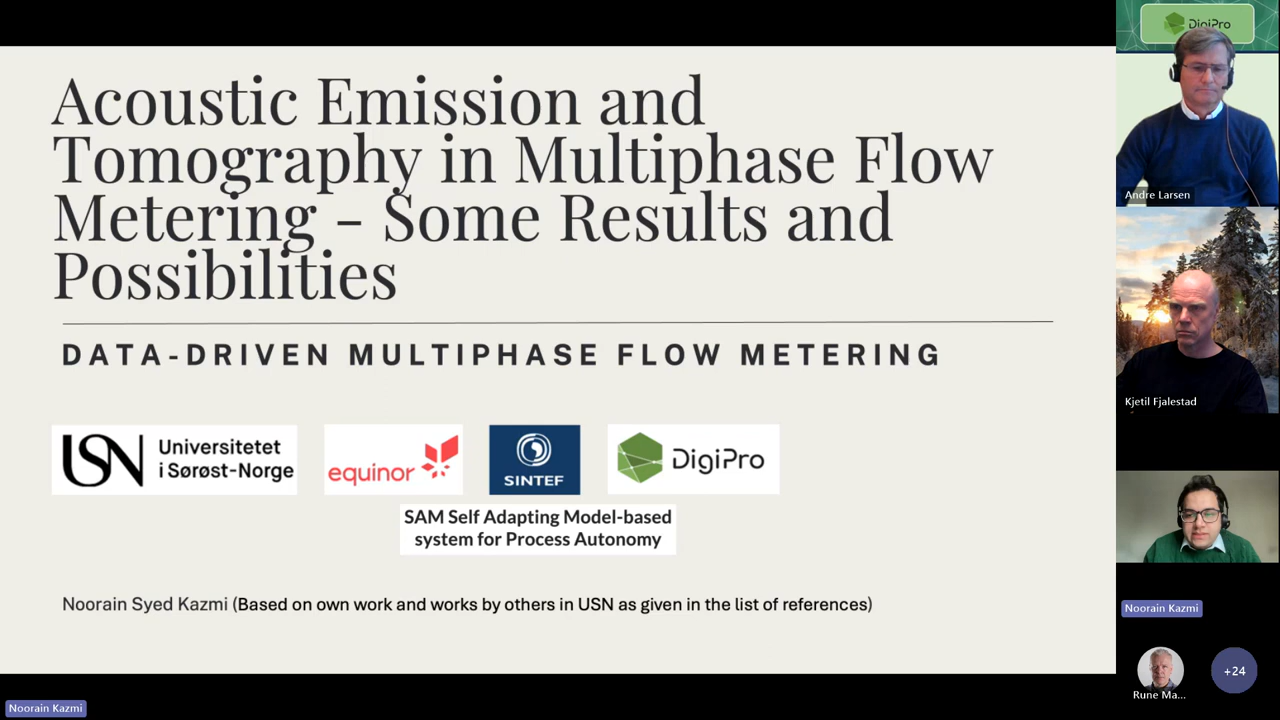 Acoustic Emission and
Tomography in Multiphase Flow
Metering - Some Results and
Possibilities
DATA-DRIVEN MULTIPHASE FLOW METERING
USN Universitetet
i Sørøst-Norge
equinor
SINTEF
DigiPro
SAM Self Adapting Model-based
system for Process Autonomy
Noorain Syed Kazmi (Based on own work and works by others in USN as given in the list of references)
Noorain Kazmi
DigiPro
Andre Larsen
Kjetil Fjalestad
Noorain Kazmi
Rune Ma...
+24